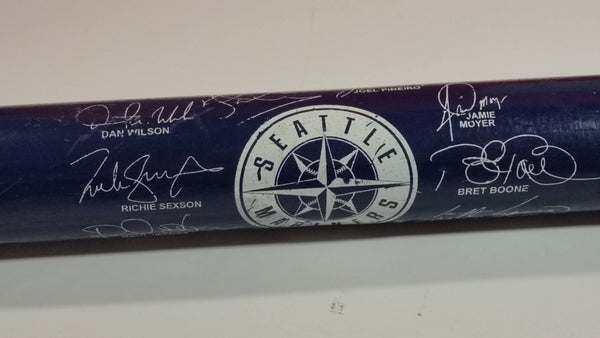 JOEL PINEIRO
DAN WILSON
JAMIE
MOYER
SEATTLE
MARINERS
BRET BOONE
RICHIE SEXSON